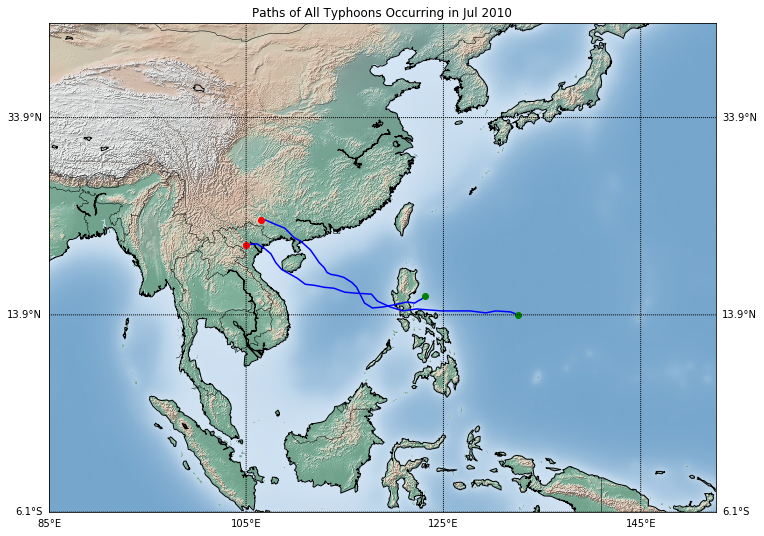 Paths of All Typhoons Occurring in Jul 2010
33.9°N 33.9°N
13.9°N 13.9°N
6.1°S 6.1°S
85°E 105°E 125°E 145°E